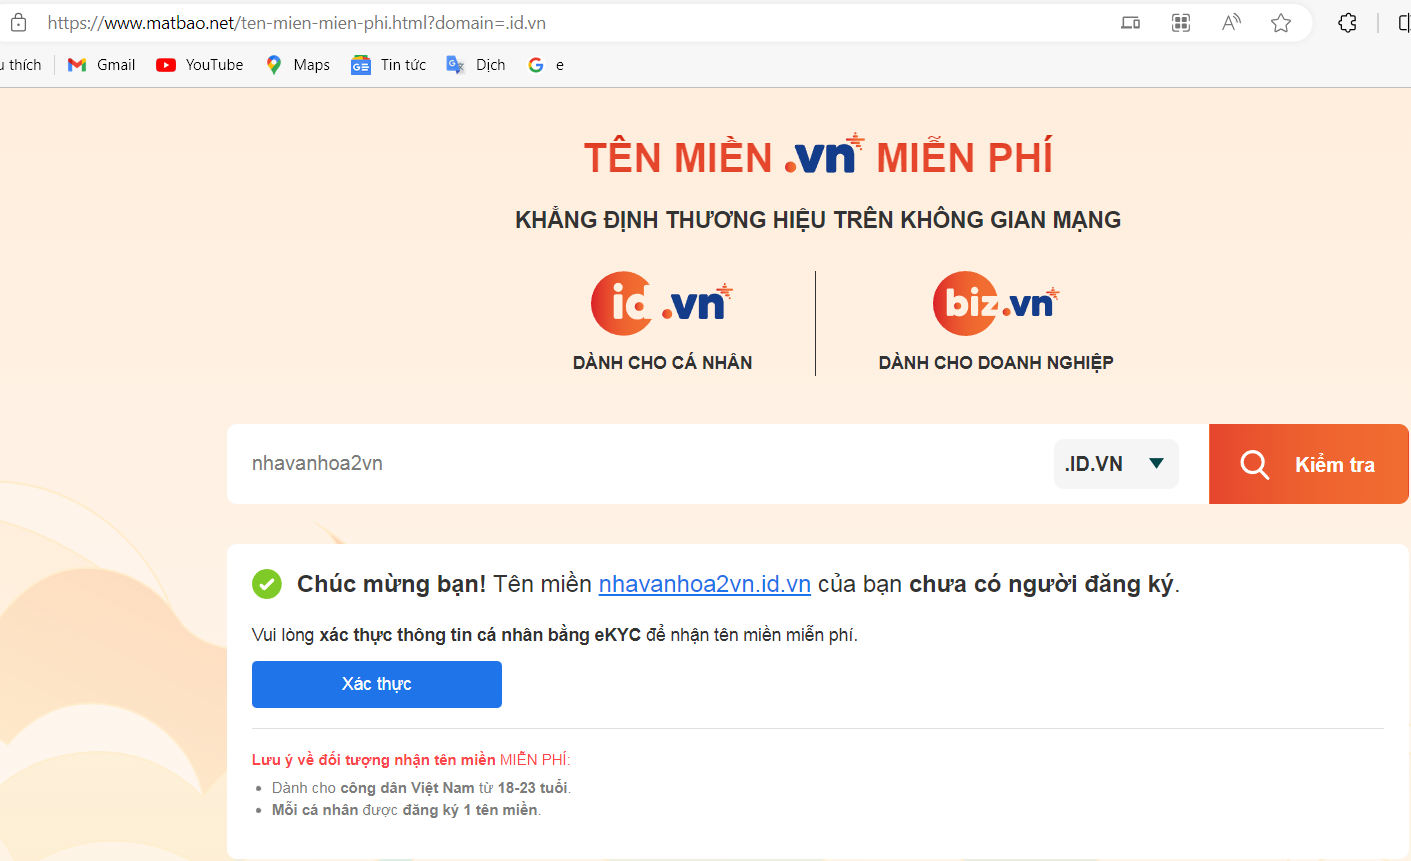 https://www.matbao.net/ten-mien-mien-phi.html?domain=.id.vn
thích Gmail YouTube Maps Tin tức Dịch e
TÊN MIỀN .vn MIỄN PHÍ
KHẲNG ĐỊNH THƯƠNG HIỆU TRÊN KHÔNG GIAN MẠNG
id.vn biz.vn
DÀNH CHO CÁ NHÂN DÀNH CHO DOANH NGHIỆP
nhavanhoa2vn .ID.VN Kiểm tra
Chúc mừng bạn! Tên miền nhavanhoa2vn.id.vn của bạn chưa có người đăng ký.
Vui lòng xác thực thông tin cá nhân bằng eKYC để nhận tên miền miễn phí.
Xác thực
Lưu ý về đối tượng nhận tên miền MIỄN PHÍ:
Dành cho công dân Việt Nam từ 18-23 tuổi.
Mỗi cá nhân được đăng ký 1 tên miền.